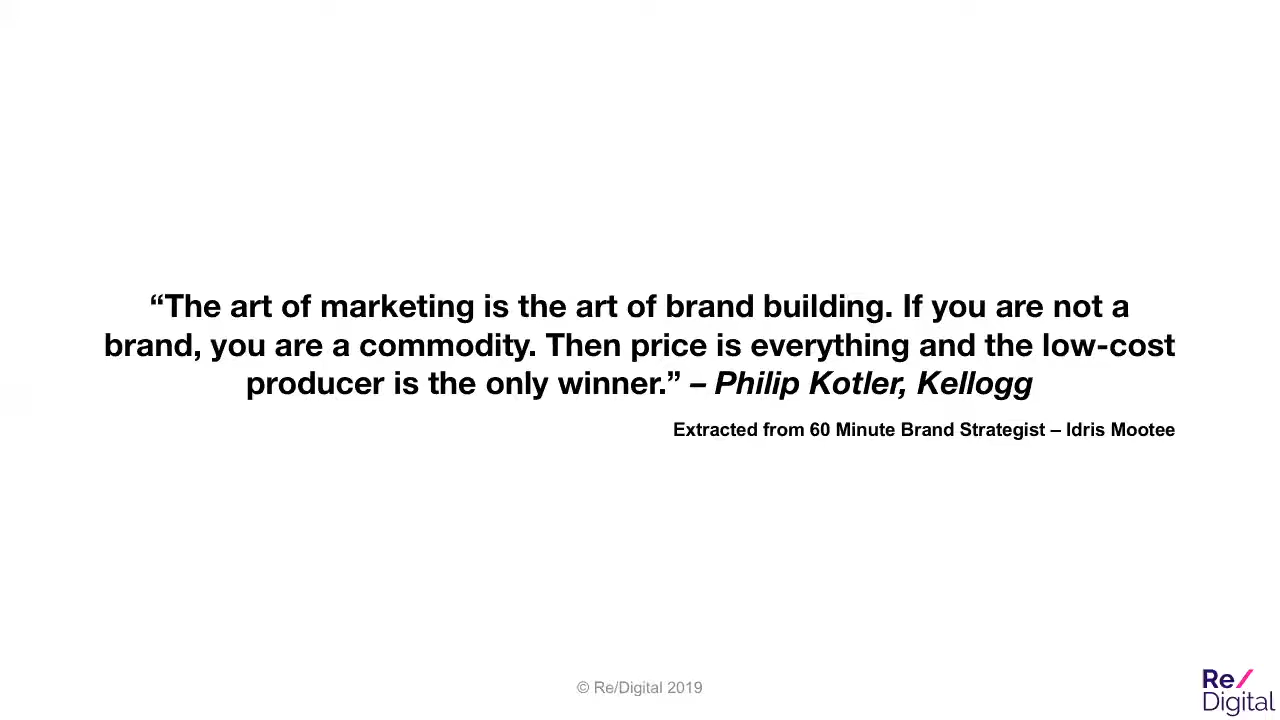 “The art of marketing is the art of brand building. If you are not a
brand, you are a commodity. Then price is everything and the low-cost
producer is the only winner.” – Philip Kotler, Kellogg
Extracted from 60 Minute Brand Strategist – Idris Mootee
© Re/Digital 2019
Re/
Digital